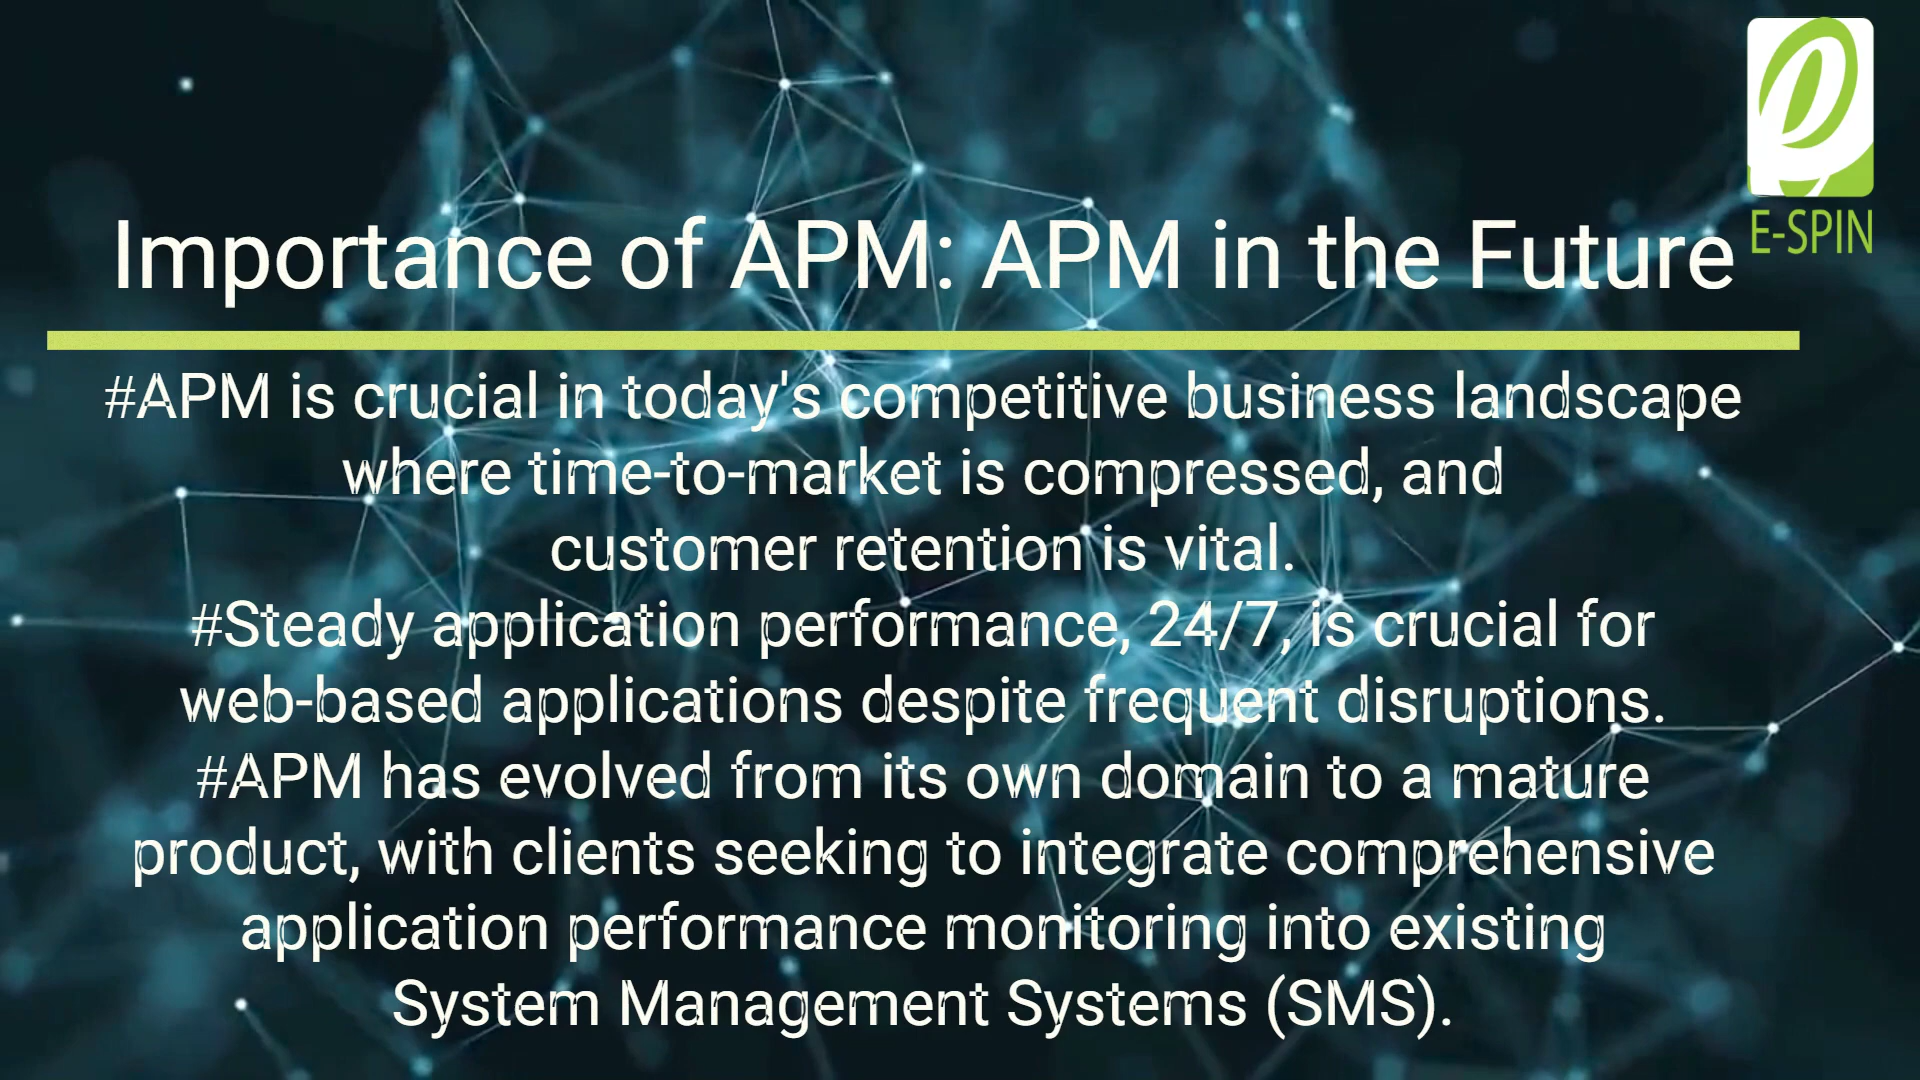 E-SPIN
Importance of APM: APM in the Future
#APM is crucial in today's competitive business landscape
where time-to-market is compressed, and
customer retention is vital.
#Steady application performance, 24/7, is crucial for
web-based applications despite frequent disruptions.
#APM has evolved from its own domain to a mature
product, with clients seeking to integrate comprehensive
application performance monitoring into existing
System Management Systems (SMS).